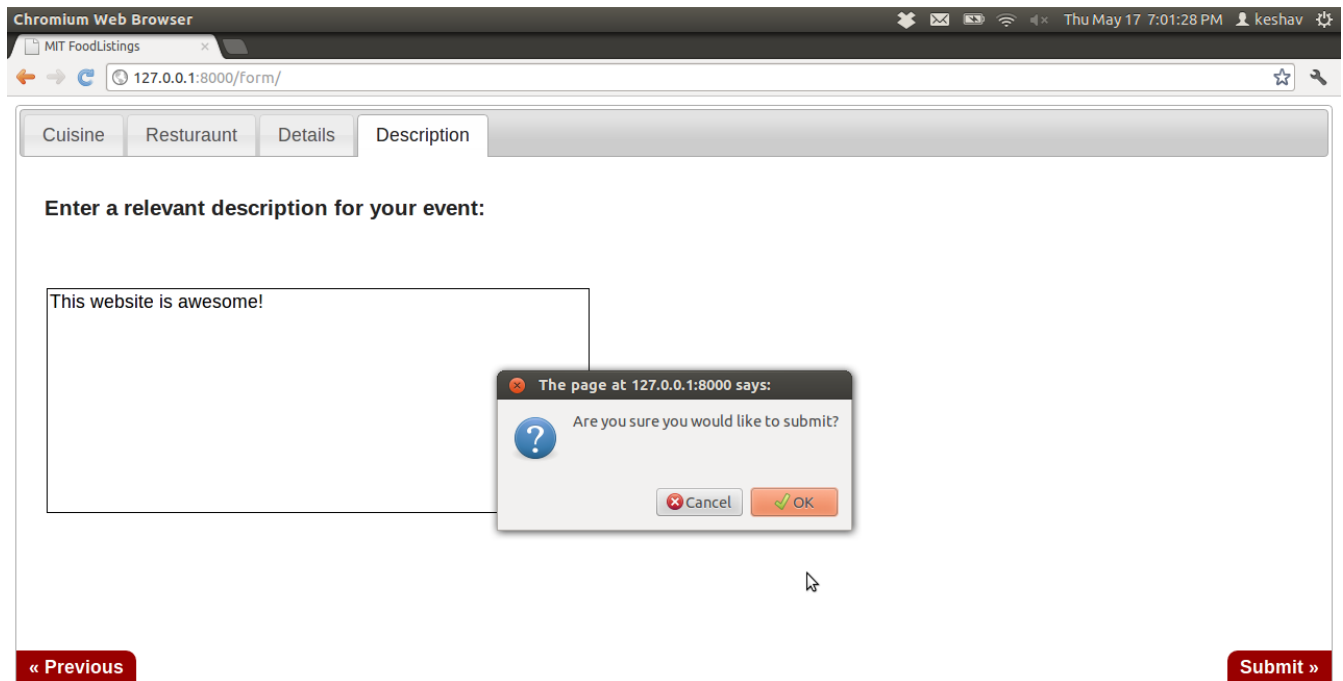 Chromium Web Browser
Thu May 17 7:01:28 PM keshav
MIT FoodListings
127.0.0.1:8000/form/
Cuisine Resturaunt Details Description
Enter a relevant description for your event:
This website is awesome!
The page at 127.0.0.1:8000 says:
Are you sure you would like to submit?
Cancel OK
« Previous Submit »